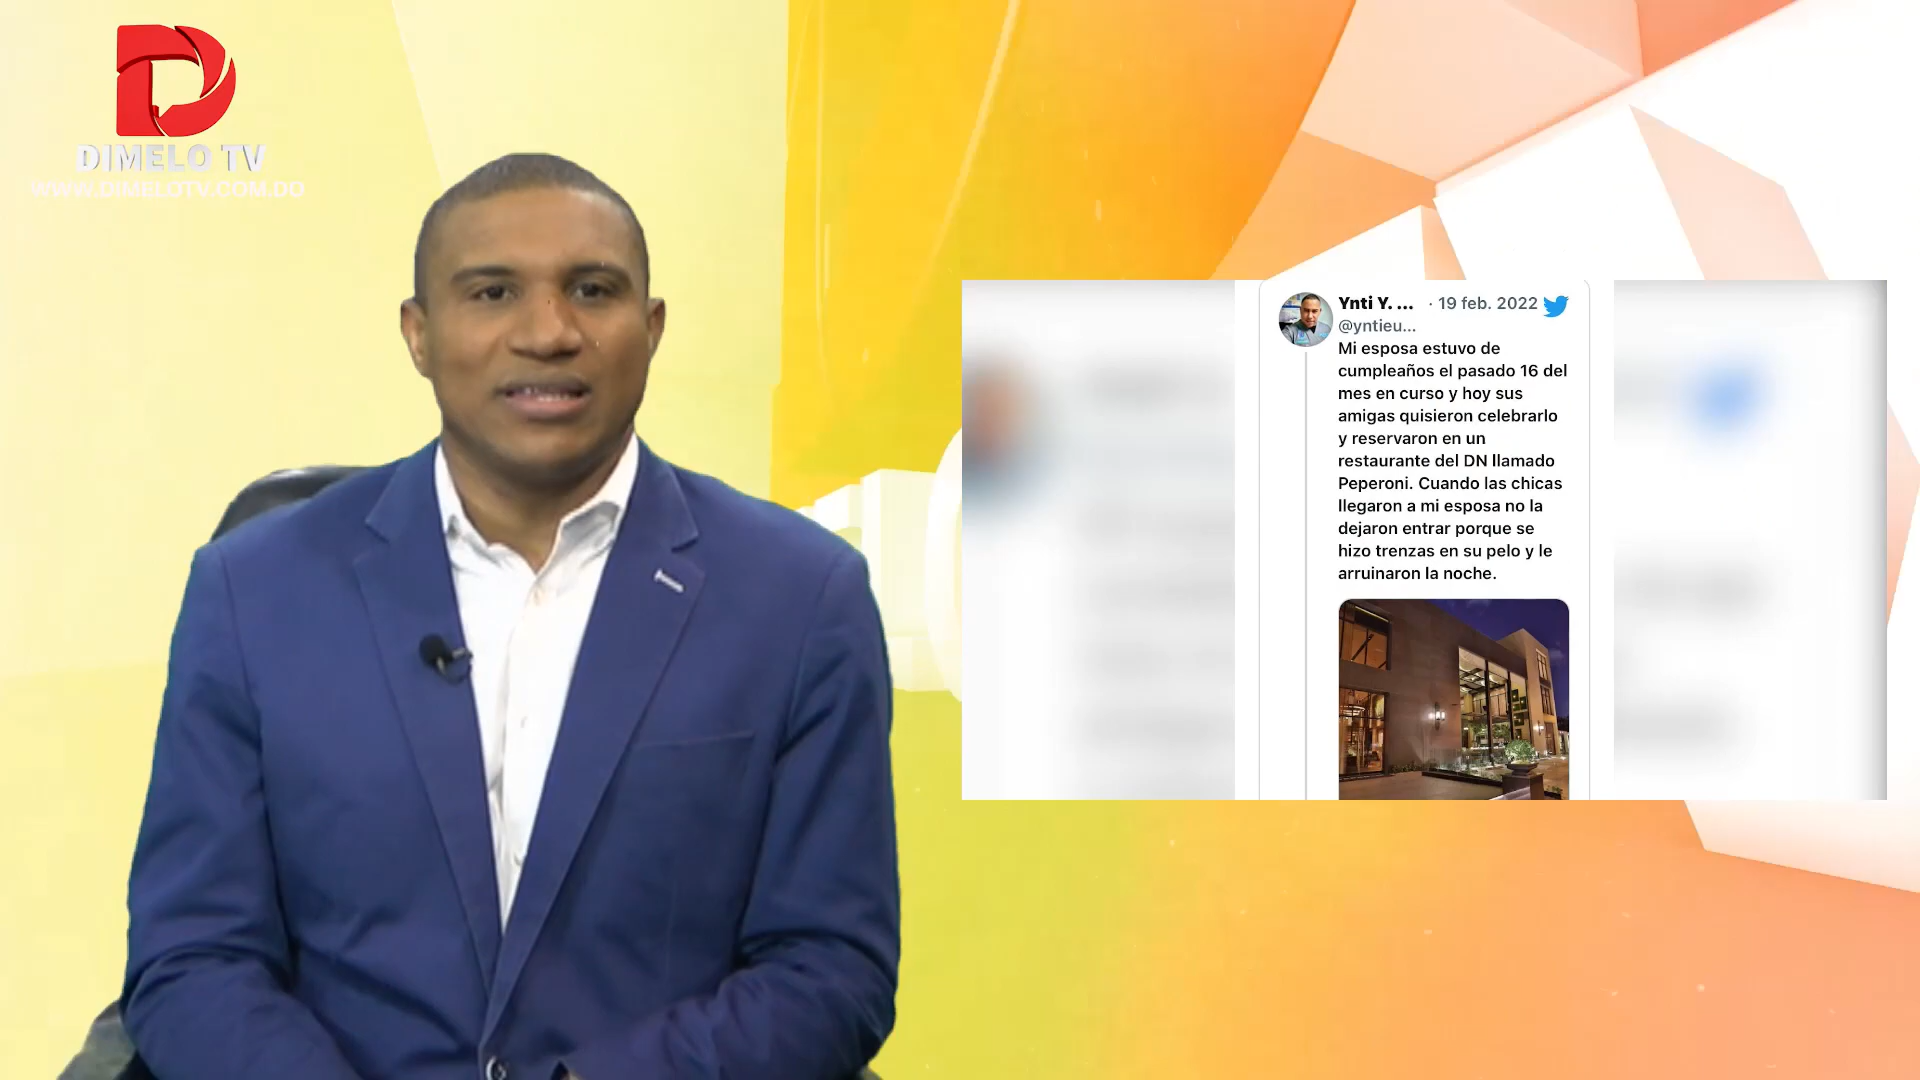 DIMELO TV
WWW.DIMELOTV.COM.DO
Ynti Y. ... · 19 feb. 2022
@yntieu...
Mi esposa estuvo de
cumpleaños el pasado 16 del
mes en curso y hoy sus
amigas quisieron celebrarlo
y reservaron en un
restaurante del DN llamado
Peperoni. Cuando las chicas
llegaron a mi esposa no la
dejaron entrar porque se
hizo trenzas en su pelo y le
arruinaron la noche.